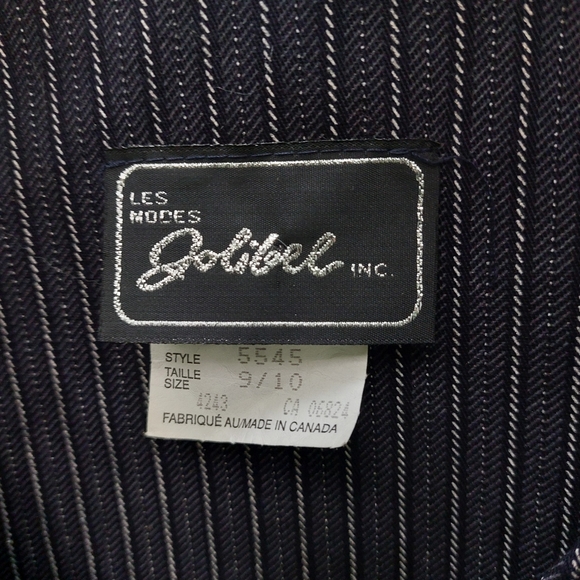 LES
MODES
Jolibel INC.
STYLE 5545
TAILLE
SIZE 9/10
4243 CA 06824
FABRIQUÉ AU/MADE IN CANADA